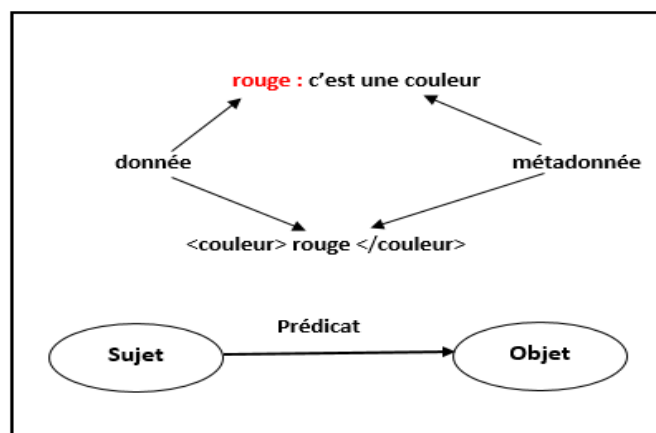 rouge : c'est une couleur
donnée métadonnée
<couleur> rouge </couleur>
Prédicat
Sujet Objet